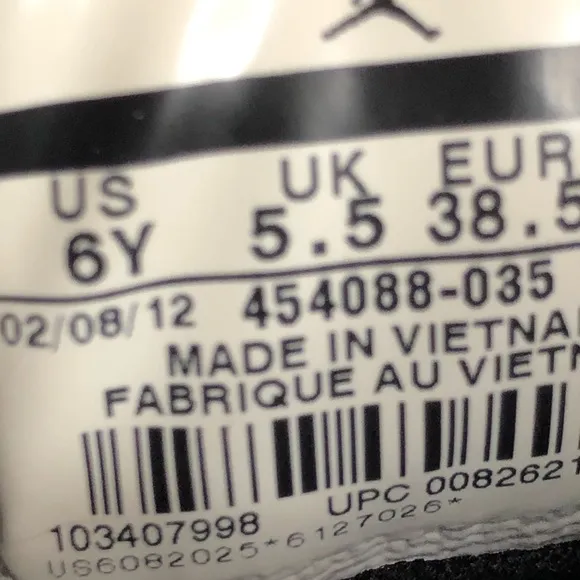 US UK EUR
6Y 5.5 38.5
02/08/12 454088-035
MADE IN VIETNA
FABRIQUE AU VIETN
UPC 0082621
103407998
US6082025*6127026*